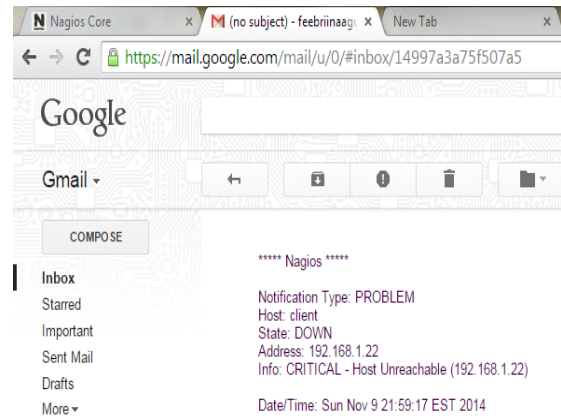 Nagios Core
(no subject) - feebriinaagu
New Tab
https://mail.google.com/mail/u/0/#inbox/14997a3a75f507a5
Google
Gmail
COMPOSE
Inbox
Starred
Important
Sent Mail
Drafts
More
***** Nagios *****
Notification Type: PROBLEM
Host: client
State: DOWN
Address: 192.168.1.22
Info: CRITICAL - Host Unreachable (192.168.1.22)
Date/Time: Sun Nov 9 21:59:17 EST 2014